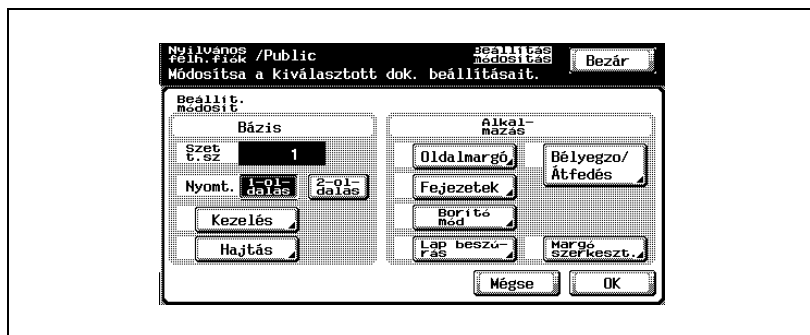 Nyilvános
félh.fiók /Public
Beállítás
módosítás
Bezár
Módosítsa a kiválasztott dok. beállításait.
Beállít.
módosít
Bázis
Szet
t.sz 1
Nyomt. 1-ol-
dalas 2-ol-
dalas
Kezelés
Hajtás
Alkal-
mazás
Oldalmargó
Bélyegzo/
Átfedés
Fejezetek
Borító
mód
Lap beszú-
rás
Margó
szerkeszt.
Mégse OK